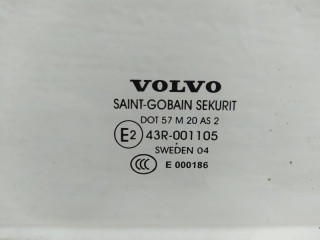 VOLVO
SAINT-GOBAIN SEKURIT
DOT 57 M 20 AS 2
E2 43R-001105
SWEDEN 04
CCC E 000186